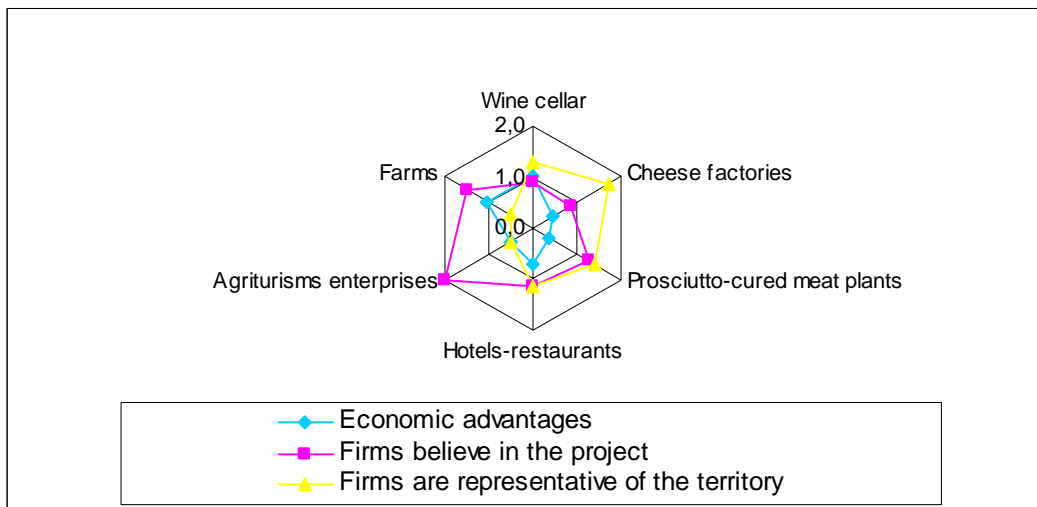 Wine cellar
2,0
Farms
Cheese factories
1,0
0,0
Agriturisms enterprises
Prosciutto-cured meat plants
Hotels-restaurants
Economic advantages
Firms believe in the project
Firms are representative of the territory